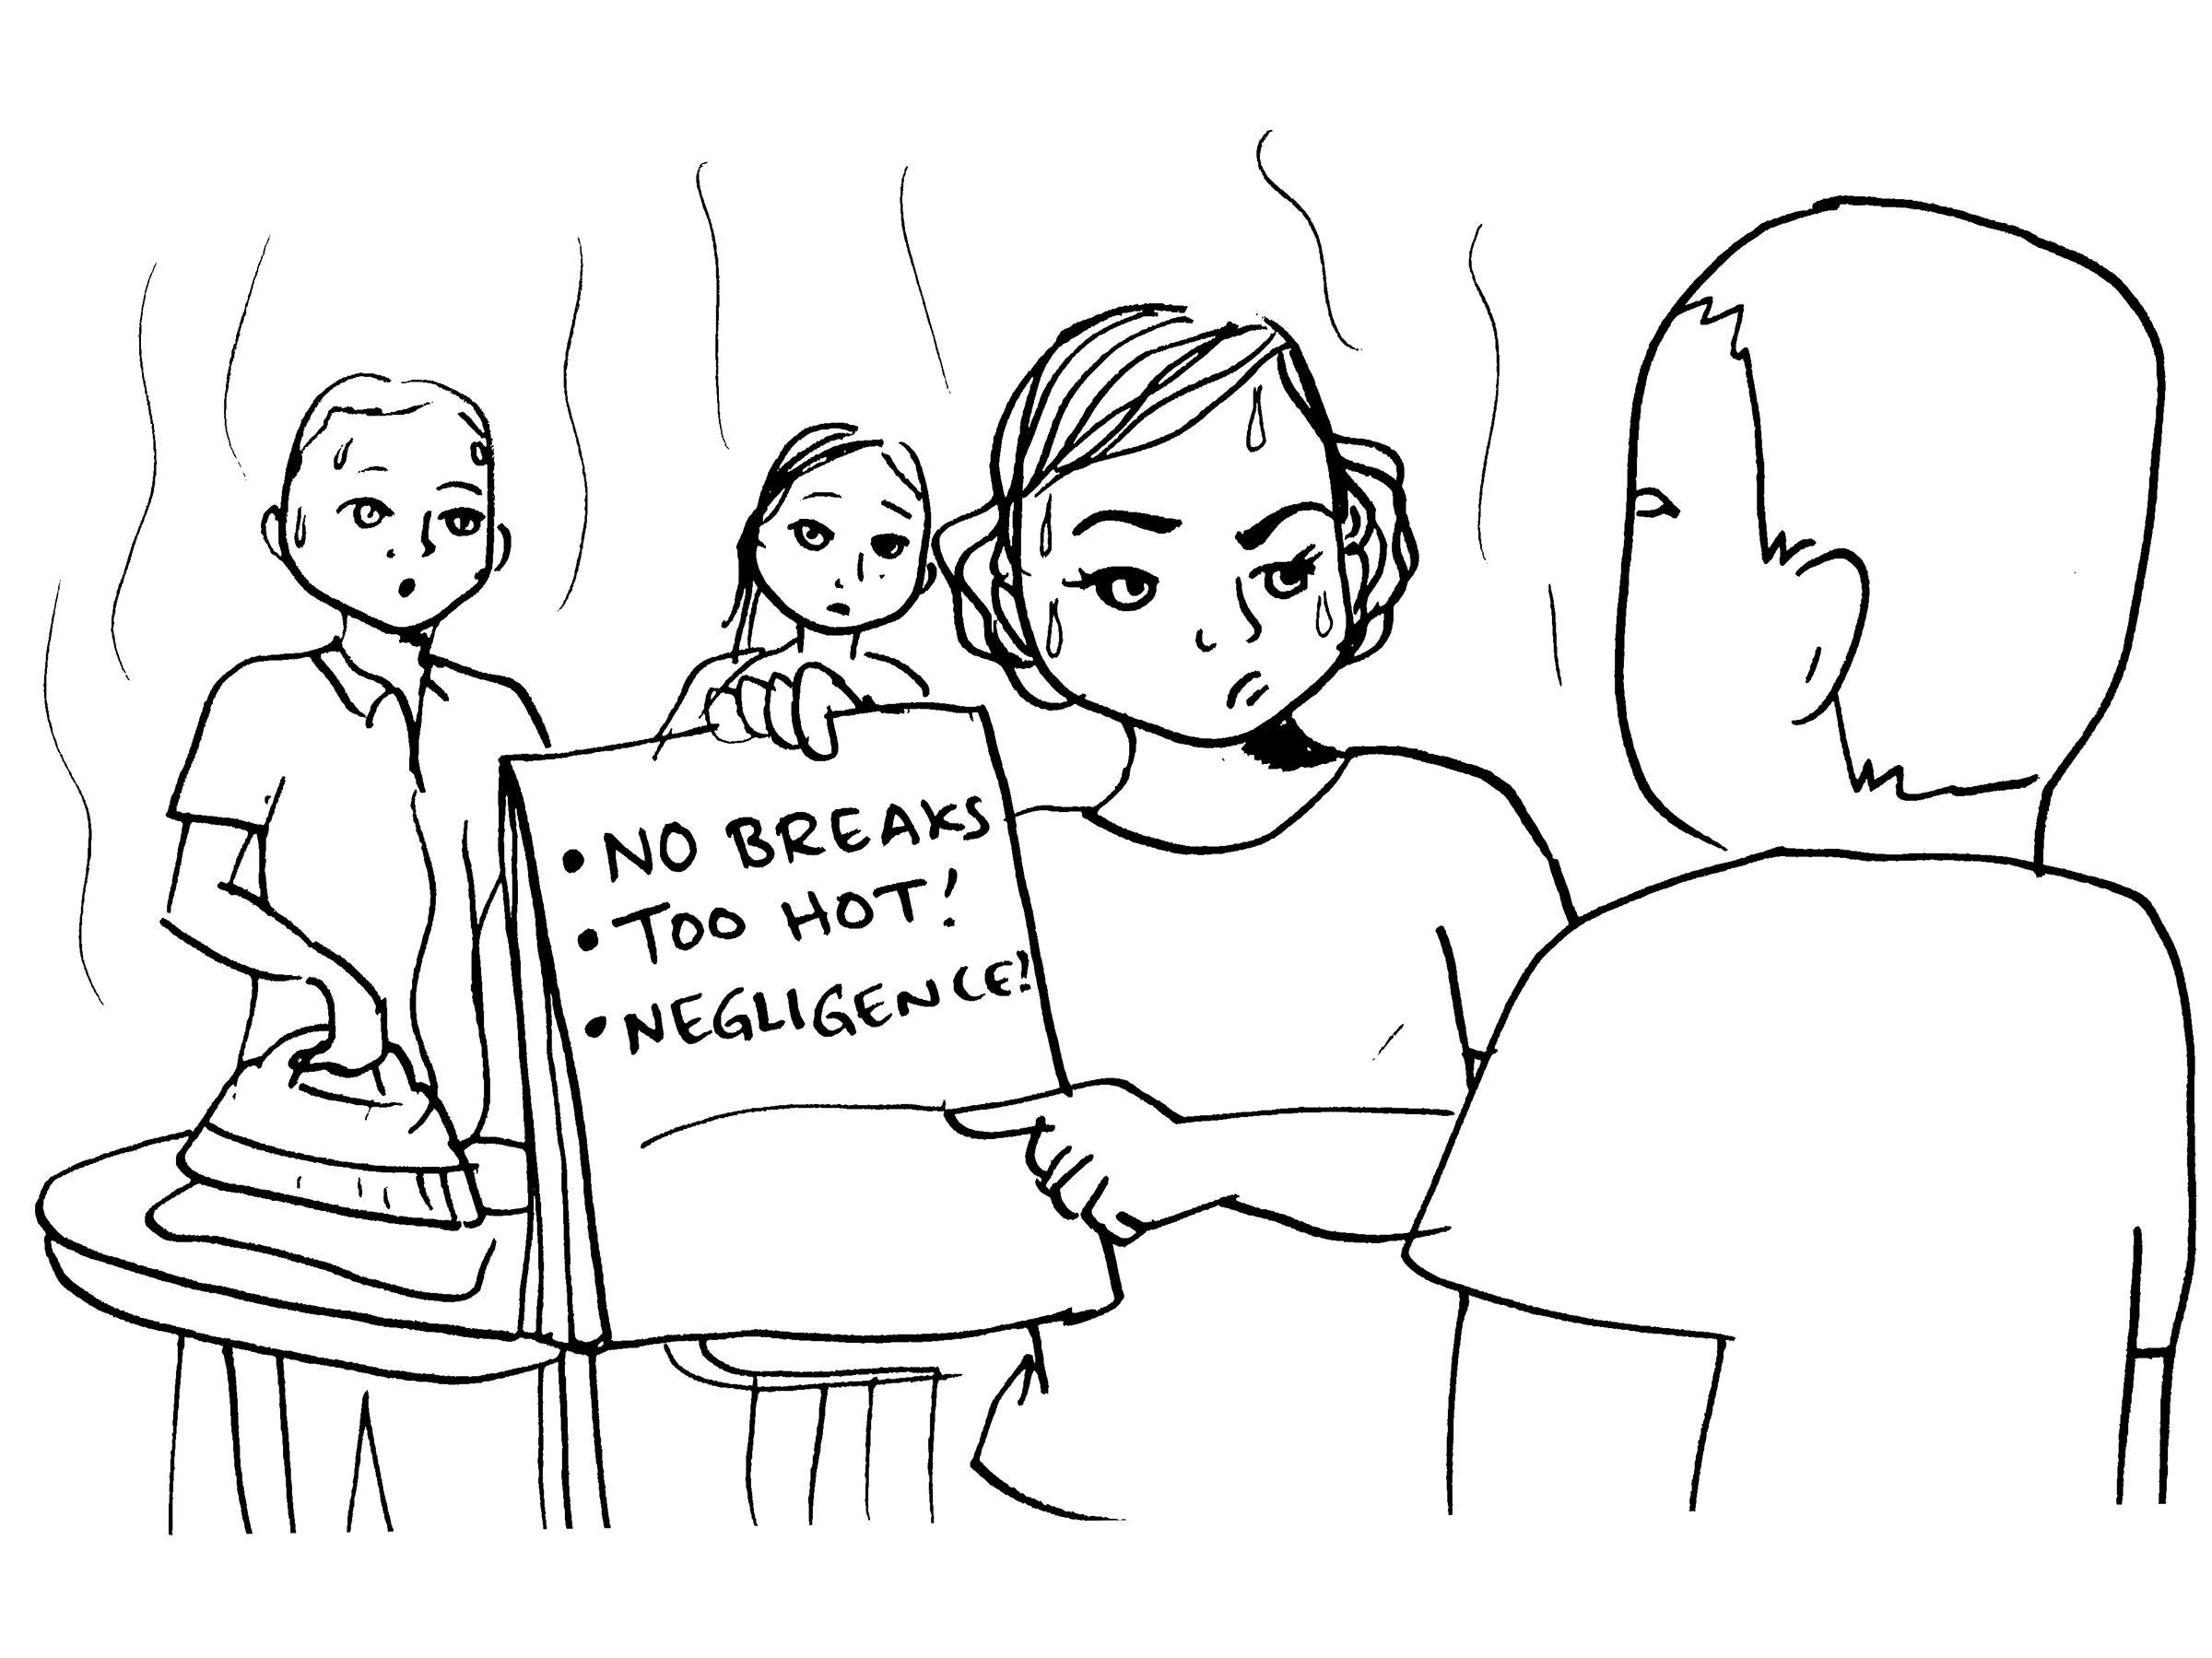 • NO BREAKS
• TOO HOT!
• NEGLIGENCE!